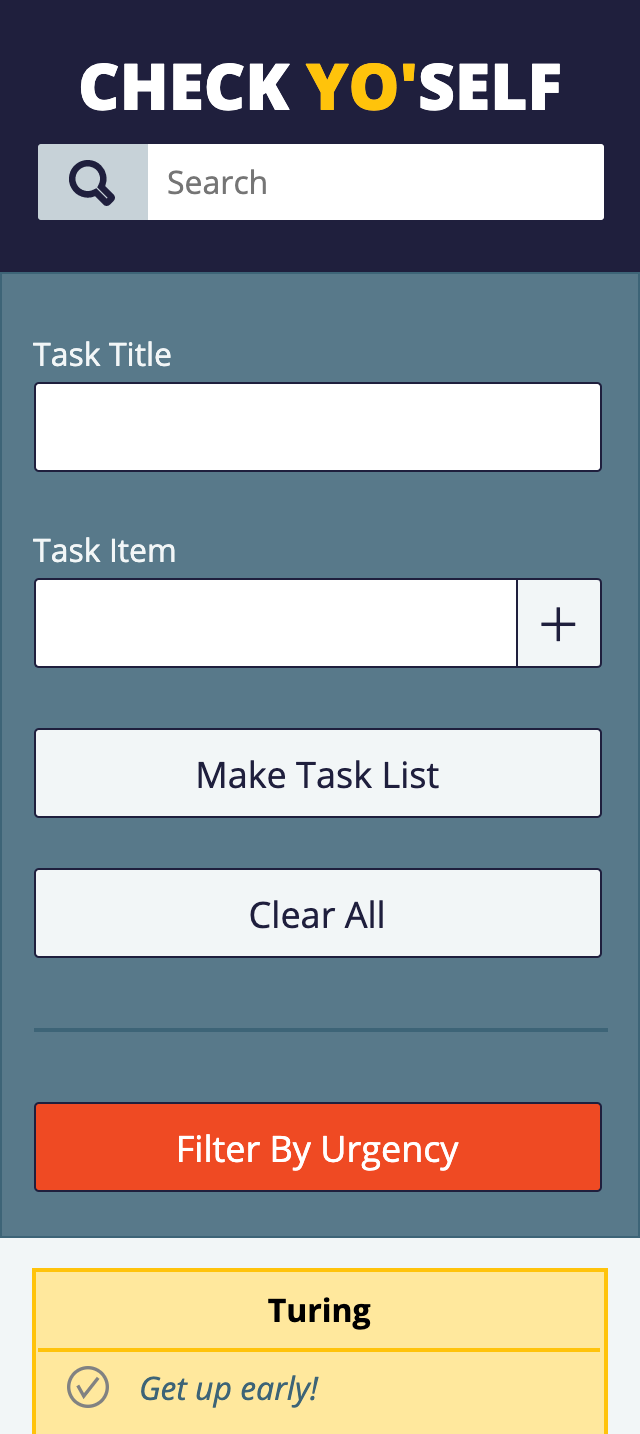 CHECK YO'SELF
Search
Task Title
Task Item
Make Task List
Clear All
Filter By Urgency
Turing
Get up early!